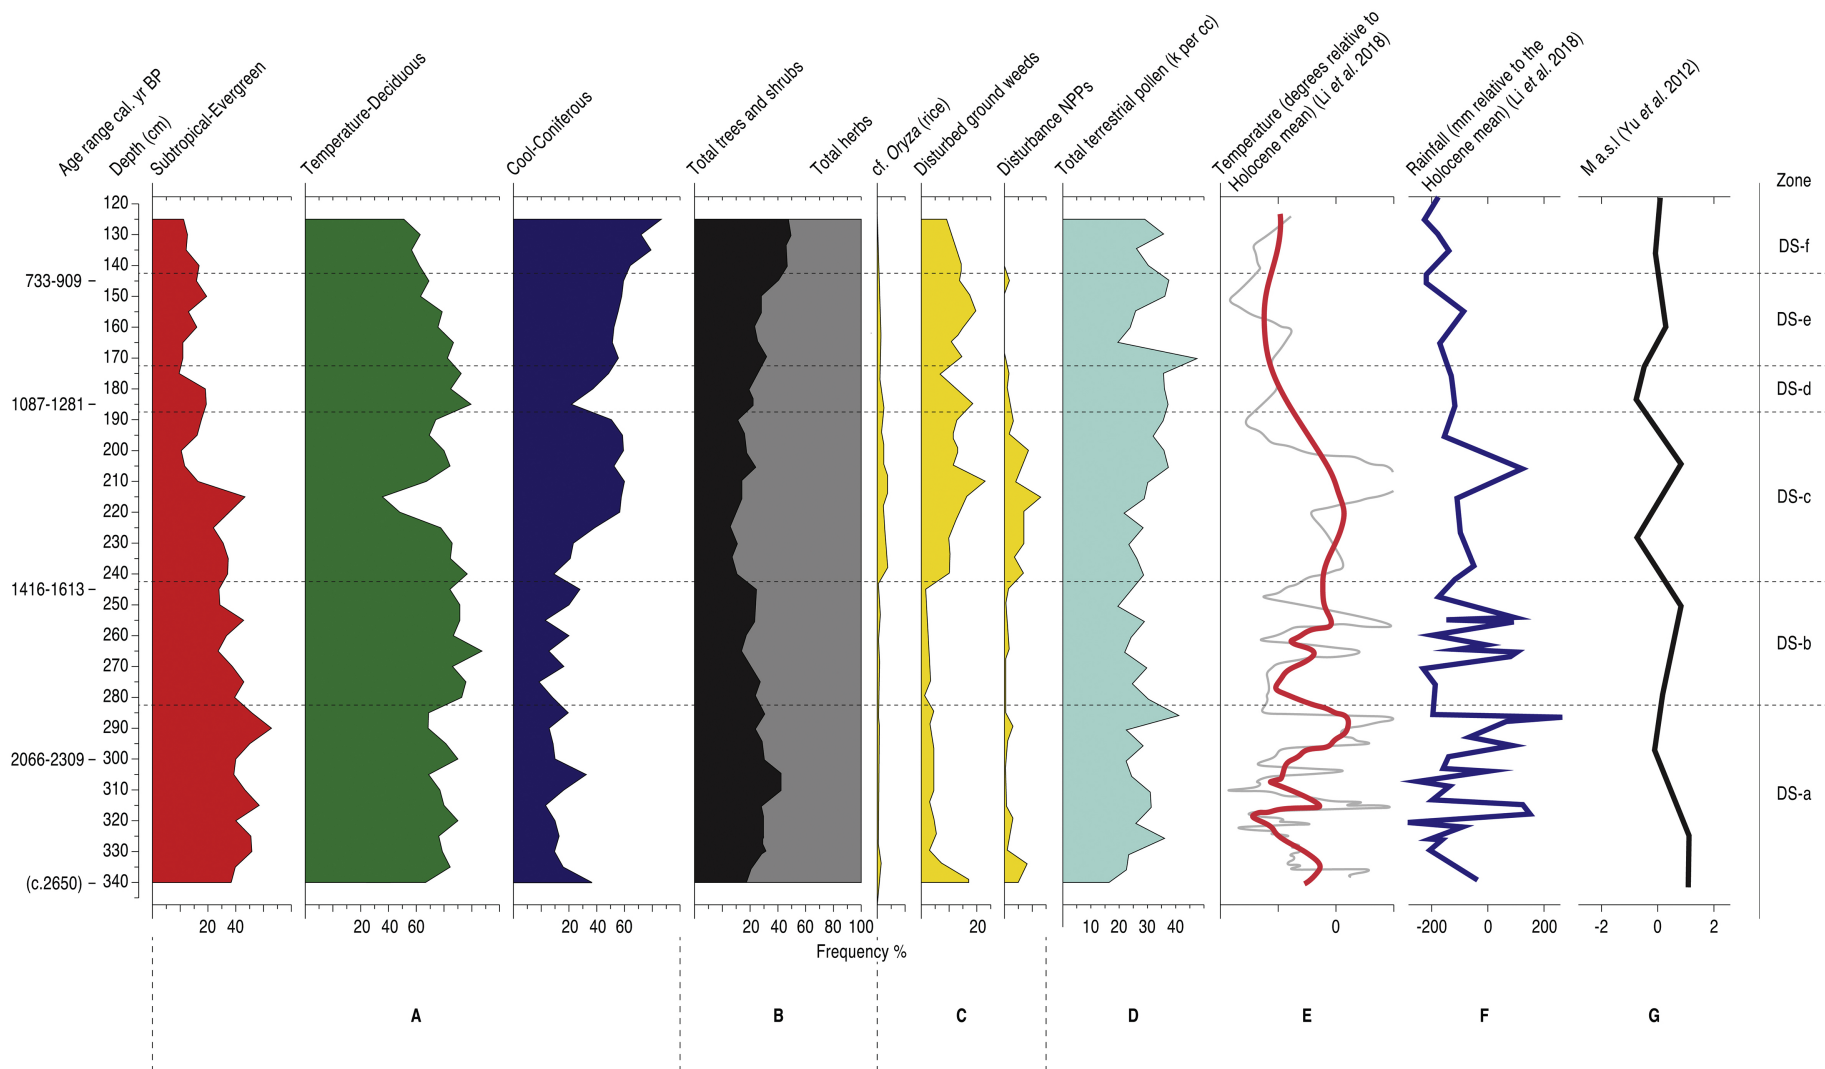 Age range cal. yr BP
Depth (cm)
Subtropical-Evergreen
Temperature-Deciduous
Cool-Coniferous
Total trees and shrubs
Total herbs
cf. Oryza (rice)
Disturbed ground weeds
Disturbance NPPs
Total terrestrial pollen (k per cc)
Temperature (degrees relative to
Holocene mean) (Li et al. 2018)
Rainfall (mm relative to the
Holocene mean) (Li et al. 2018)
M a.s.l (Yu et al. 2012)
Zone
120
130
140
733-909
150
160
170
180
1087-1281
190
200
210
220
230
240
1416-1613
250
260
270
280
290
2066-2309
300
310
320
330
(c.2650)
340
DS-f
DS-e
DS-d
DS-c
DS-b
DS-a
20 40
20 40 60
20 40 60
20 40 60 80 100
20
10 20 30 40
0
-200 0 200
-2 0 2
Frequency %
A
B
C
D
E
F
G